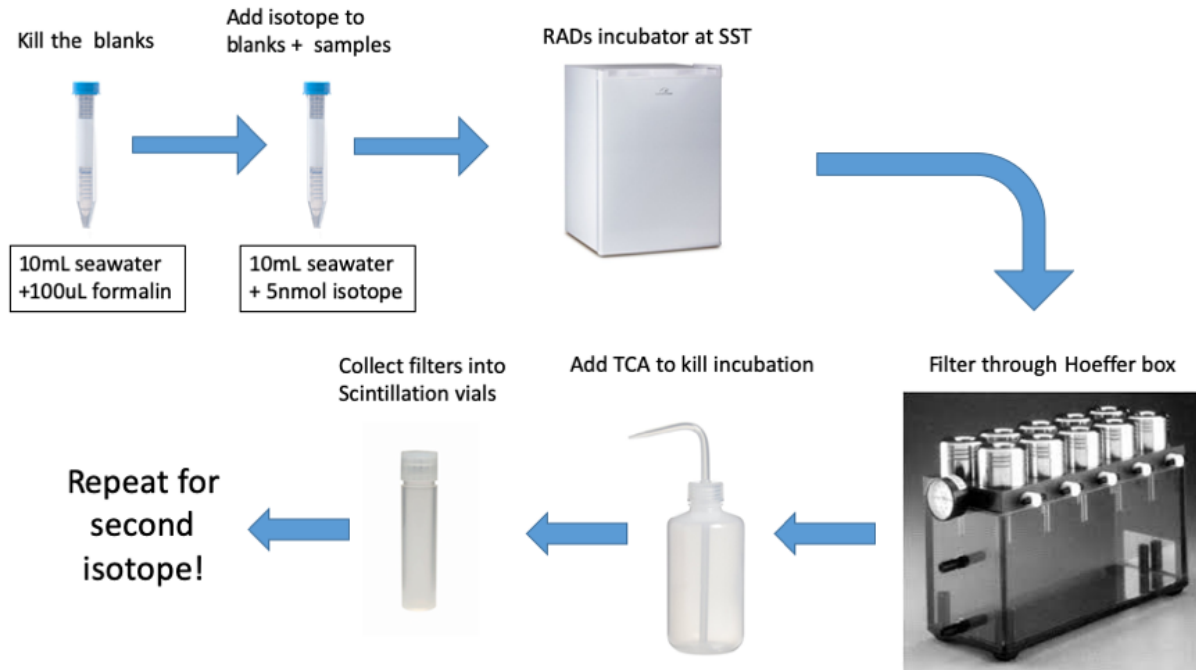 Kill the blanks
Add isotope to
blanks + samples
RADs incubator at SST
10mL seawater
+100uL formalin
10mL seawater
+ 5nmol isotope
Collect filters into
Scintillation vials
Add TCA to kill incubation
Filter through Hoeffer box
Repeat for
second
isotope!